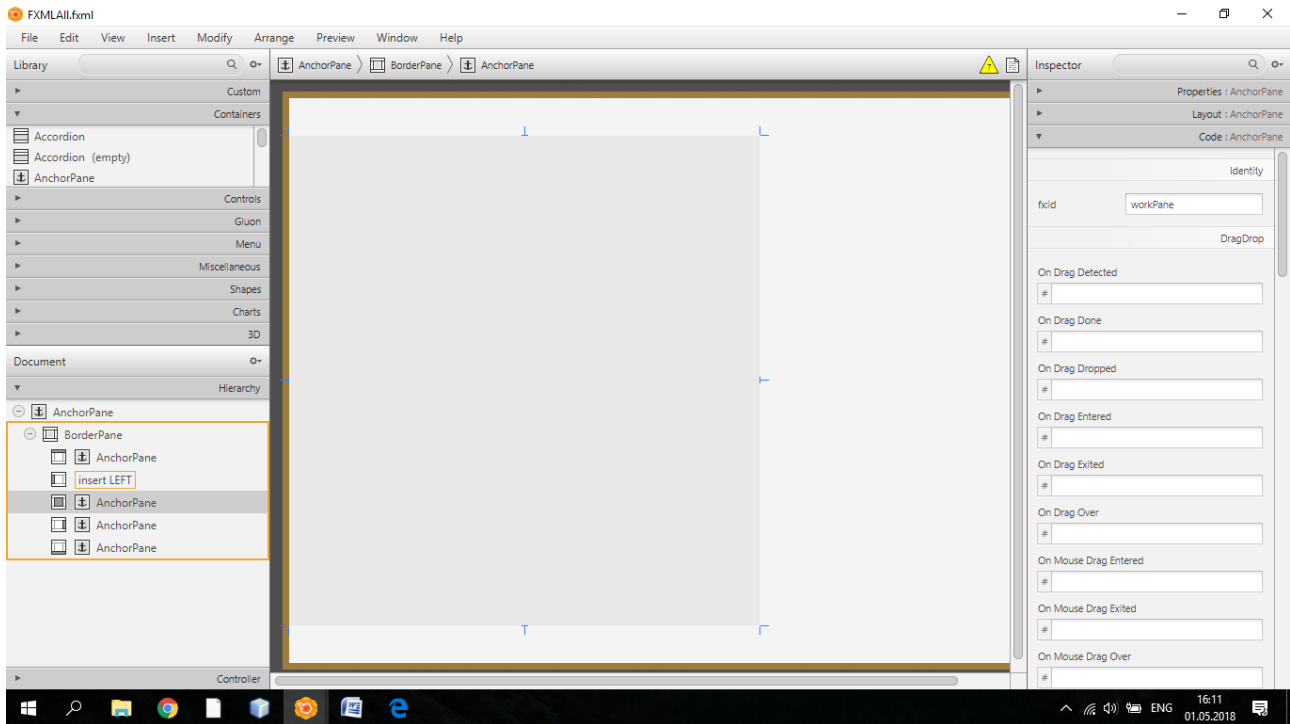 FXMLAll.fxml
File Edit View Insert Modify Arrange Preview Window Help
Library
AnchorPane BorderPane AnchorPane
7
Inspector
Custom
Containers
Accordion
Accordion (empty)
AnchorPane
Controls
Gluon
Menu
Miscellaneous
Shapes
Charts
3D
Document
Hierarchy
AnchorPane
BorderPane
AnchorPane
insert LEFT
AnchorPane
AnchorPane
AnchorPane
Controller
Properties : AnchorPane
Layout : AnchorPane
Code : AnchorPane
Identity
fx:id workPane
DragDrop
On Drag Detected
#
On Drag Done
#
On Drag Dropped
#
On Drag Entered
#
On Drag Exited
#
On Drag Over
#
On Mouse Drag Entered
#
On Mouse Drag Exited
#
On Mouse Drag Over
#
ENG
16:11
01.05.2018